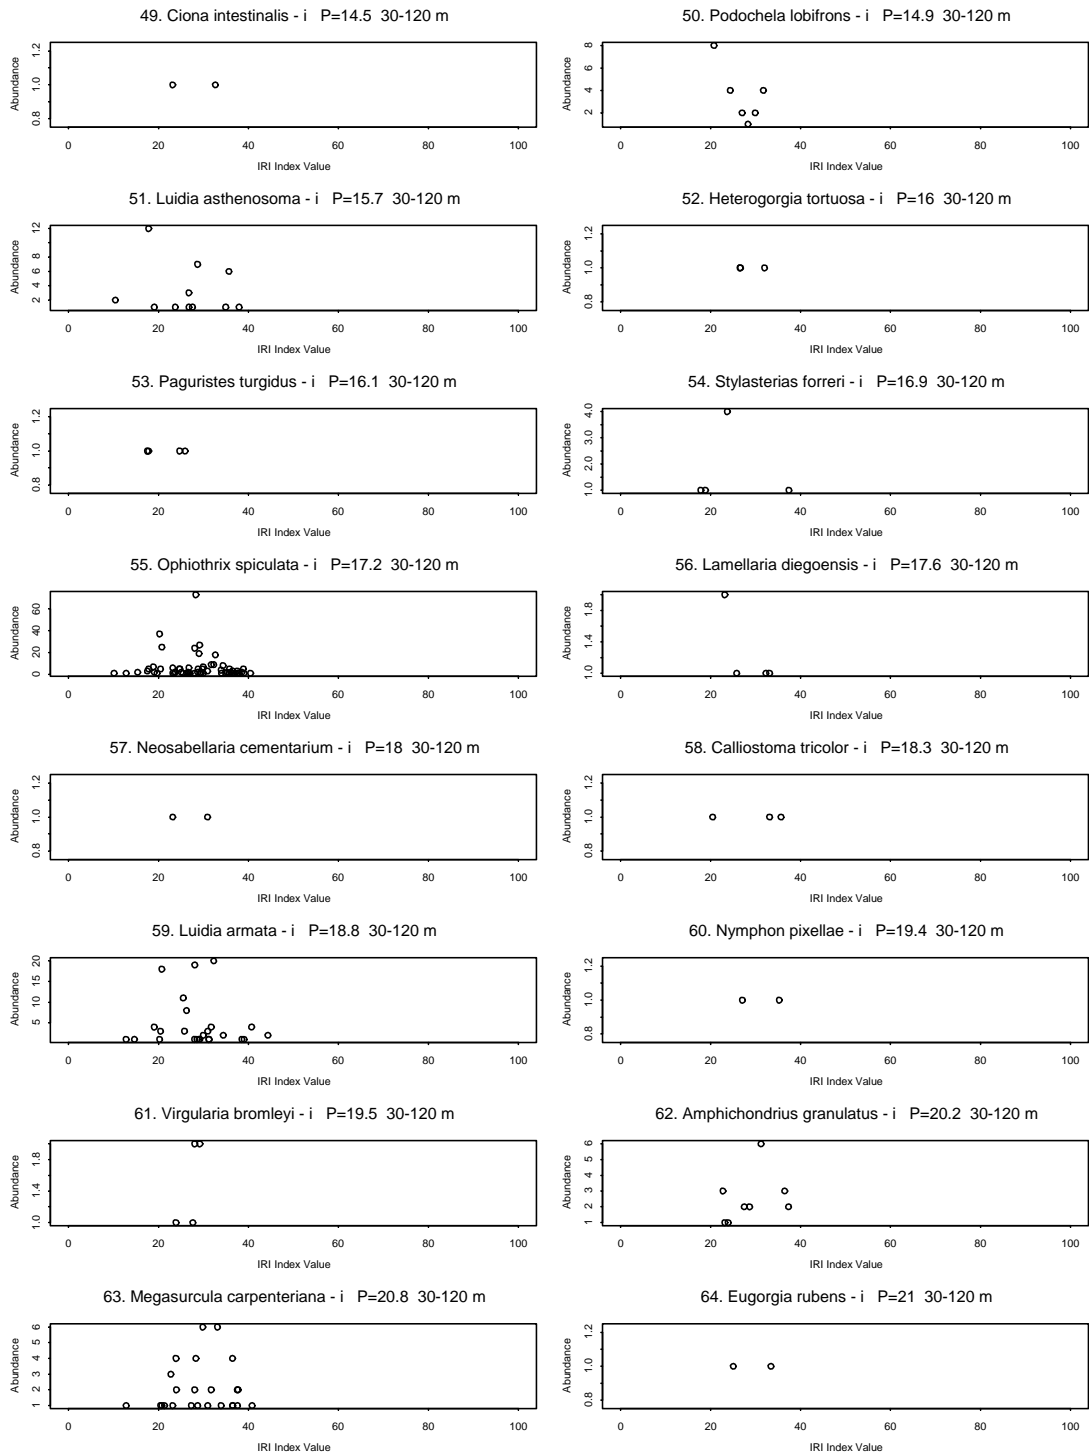 49. Ciona intestinalis - i P=14.5 30-120 m
Abundance
0.8 1.0 1.2
0 20 40 60 80 100
IRI Index Value
50. Podochela lobifrons - i P=14.9 30-120 m
Abundance
2 4 6 8
0 20 40 60 80 100
IRI Index Value
51. Luidia asthenosoma - i P=15.7 30-120 m
Abundance
2 4 6 8 12
0 20 40 60 80 100
IRI Index Value
52. Heterogorgia tortuosa - i P=16 30-120 m
Abundance
0.8 1.0 1.2
0 20 40 60 80 100
IRI Index Value
53. Paguristes turgidus - i P=16.1 30-120 m
Abundance
0.8 1.0 1.2
0 20 40 60 80 100
IRI Index Value
54. Stylasterias forreri - i P=16.9 30-120 m
Abundance
1.0 2.0 3.0 4.0
0 20 40 60 80 100
IRI Index Value
55. Ophiothrix spiculata - i P=17.2 30-120 m
Abundance
0 20 40 60
0 20 40 60 80 100
IRI Index Value
56. Lamellaria diegoensis - i P=17.6 30-120 m
Abundance
1.0 1.4 1.8
0 20 40 60 80 100
IRI Index Value
57. Neosabellaria cementarium - i P=18 30-120 m
Abundance
0.8 1.0 1.2
0 20 40 60 80 100
IRI Index Value
58. Calliostoma tricolor - i P=18.3 30-120 m
Abundance
0.8 1.0 1.2
0 20 40 60 80 100
IRI Index Value
59. Luidia armata - i P=18.8 30-120 m
Abundance
5 10 15 20
0 20 40 60 80 100
IRI Index Value
60. Nymphon pixellae - i P=19.4 30-120 m
Abundance
0.8 1.0 1.2
0 20 40 60 80 100
IRI Index Value
61. Virgularia bromleyi - i P=19.5 30-120 m
Abundance
1.0 1.4 1.8
0 20 40 60 80 100
IRI Index Value
62. Amphichondrius granulatus - i P=20.2 30-120 m
Abundance
1 2 3 4 5 6
0 20 40 60 80 100
IRI Index Value
63. Megasurcula carpenteriana - i P=20.8 30-120 m
Abundance
1 2 3 4 5 6
0 20 40 60 80 100
IRI Index Value
64. Eugorgia rubens - i P=21 30-120 m
Abundance
0.8 1.0 1.2
0 20 40 60 80 100
IRI Index Value